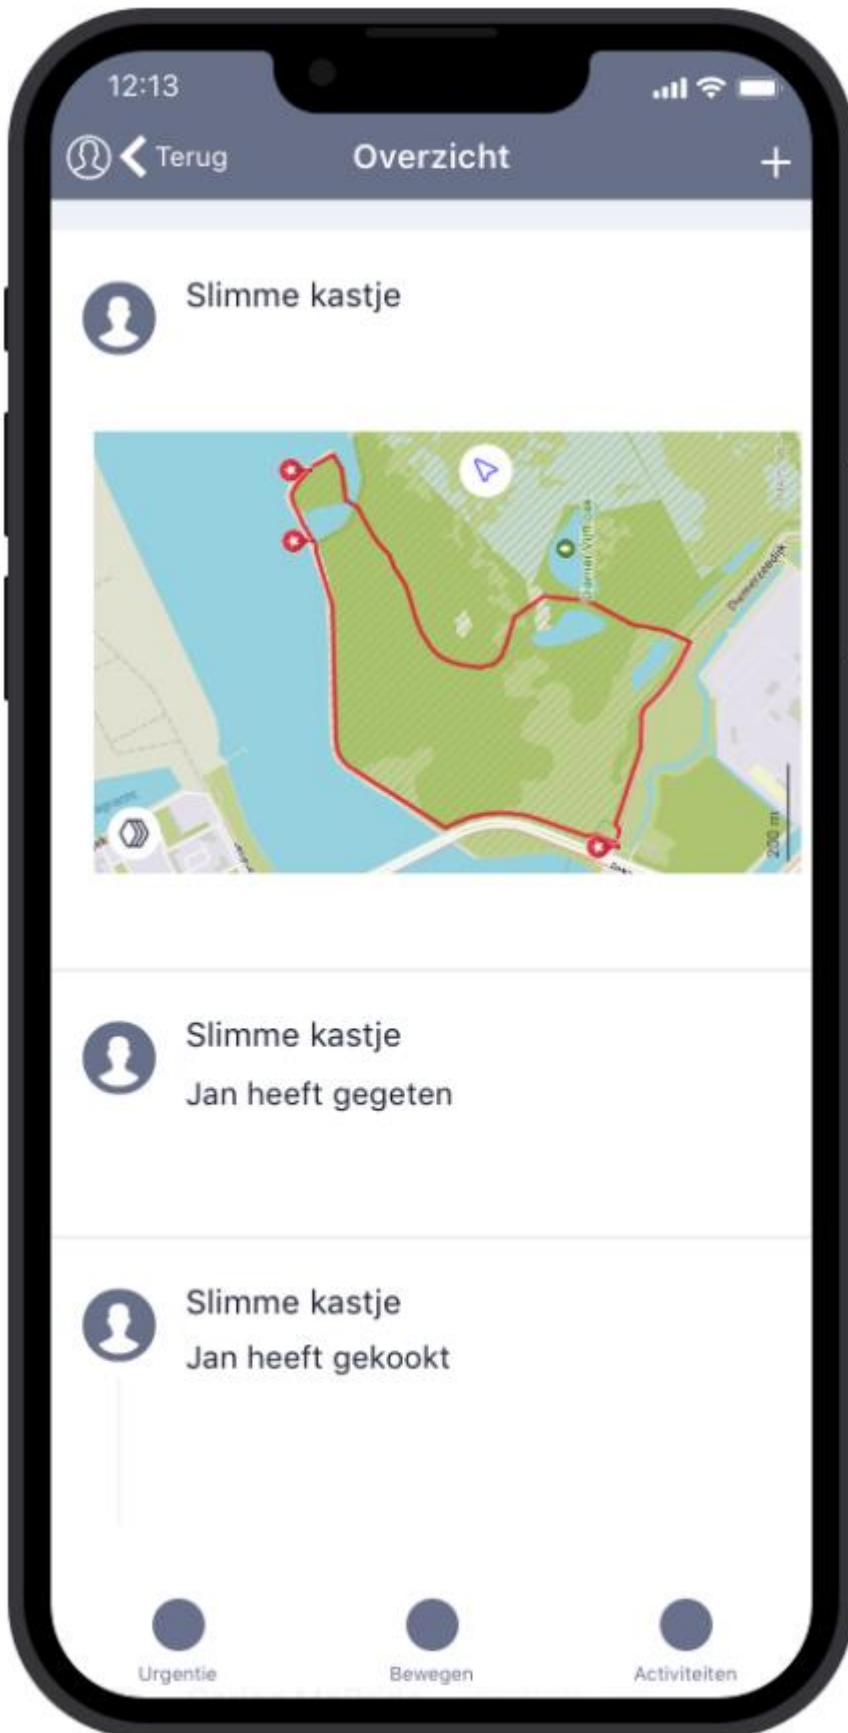 12:13
Terug
Overzicht
+
Slimme kastje
Diemerzeedijk
200 m
Slimme kastje
Jan heeft gegeten
Slimme kastje
Jan heeft gekookt
Urgentie
Bewegen
Activiteiten